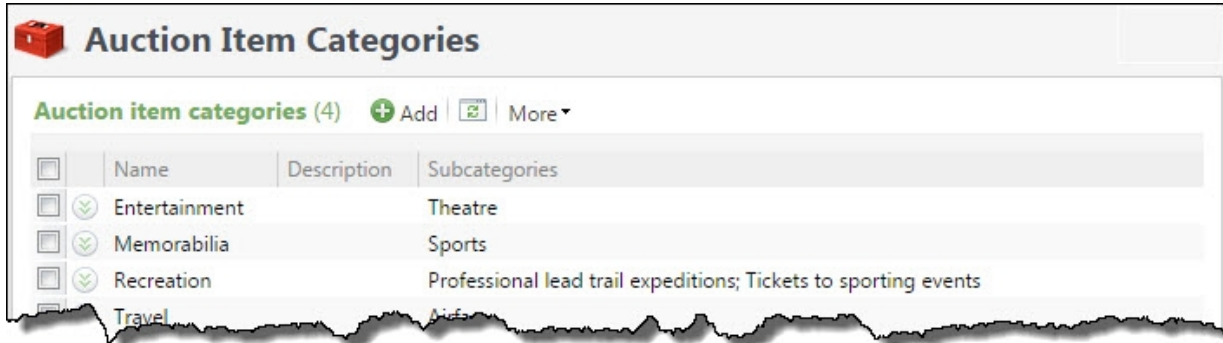 Auction Item Categories
Auction item categories (4) Add More
Name Description Subcategories
Entertainment Theatre
Memorabilia Sports
Recreation Professional lead trail expeditions; Tickets to sporting events
Travel